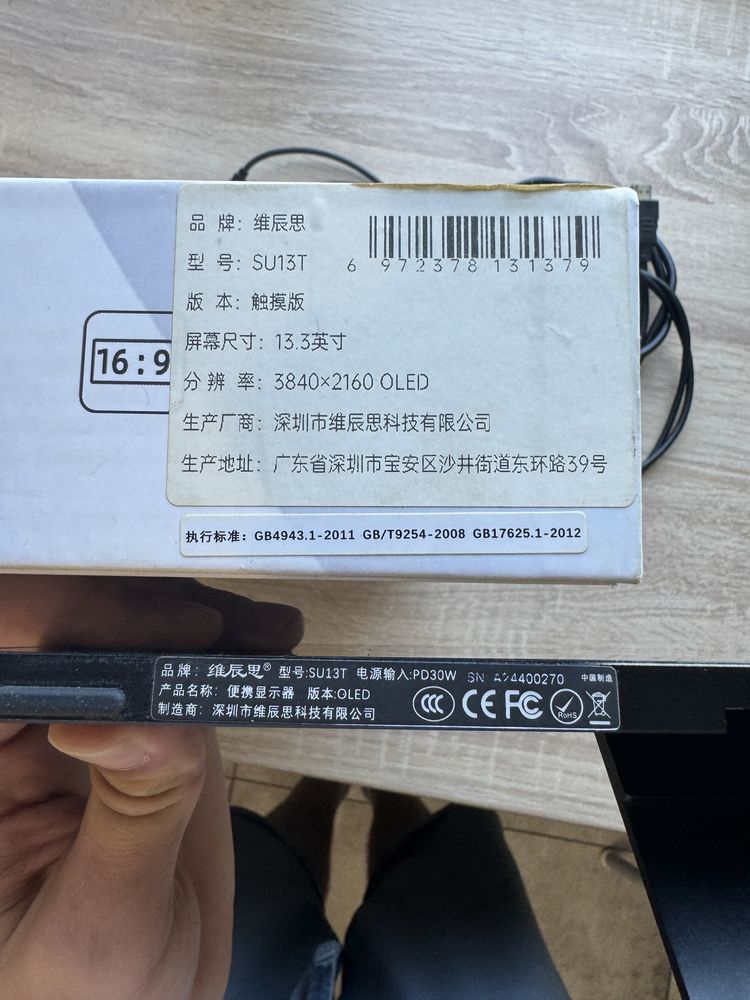 品 牌：维辰思
型 号：SU13T
6 972378 131379
版 本：触摸版
屏幕尺寸：13.3英寸
16:9
分 辨 率：3840×2160 OLED
生产厂商：深圳市维辰思科技有限公司
生产地址：广东省深圳市宝安区沙井街道东环路39号
执行标准：GB4943.1-2011 GB/T9254-2008 GB17625.1-2012
品牌：维辰思® 型号:SU13T 电源输入:PD30W SN A24400270 中国制造
产品名称：便携显示器 版本:OLED
制造商：深圳市维辰思科技有限公司
CCC CE FC RoHS